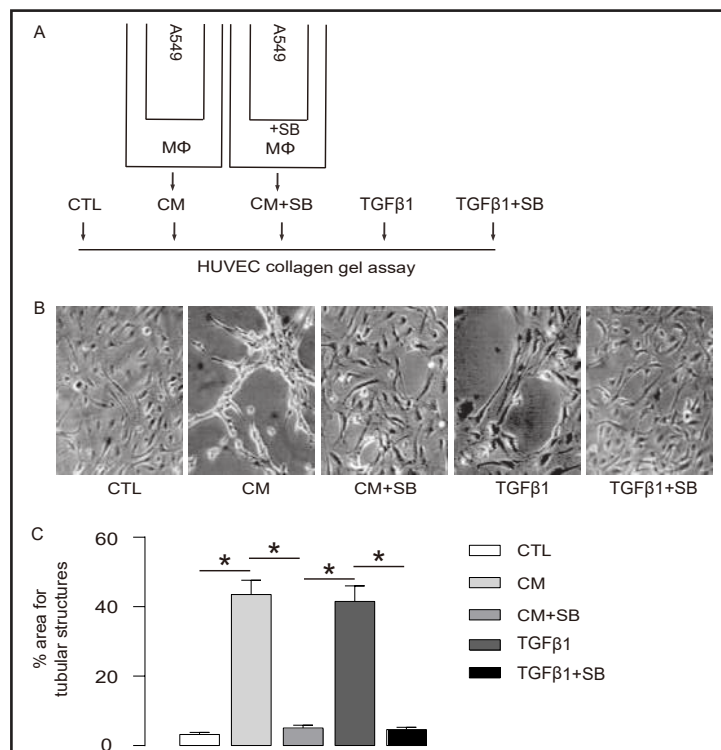 A
A549
A549
+SB
MΦ
MΦ
CTL
CM
CM+SB
TGFβ1
TGFβ1+SB
HUVEC collagen gel assay
B
CTL
CM
CM+SB
TGFβ1
TGFβ1+SB
C
% area for
tubular structures
60
40
20
0
*
*
*
*
CTL
CM
CM+SB
TGFβ1
TGFβ1+SB